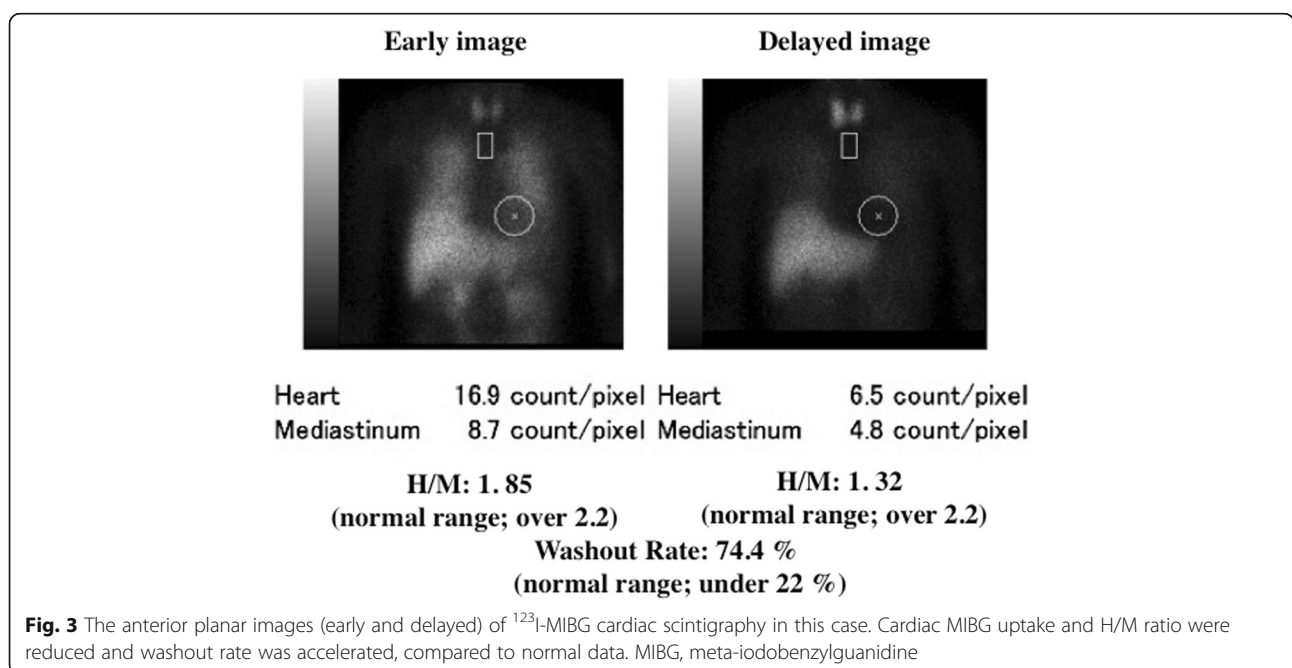 Early image
Delayed image
Heart 16.9 count/pixel Heart 6.5 count/pixel
Mediastinum 8.7 count/pixel Mediastinum 4.8 count/pixel
H/M: 1.85
H/M: 1.32
(normal range; over 2.2)
(normal range; over 2.2)
Washout Rate: 74.4 %
(normal range; under 22 %)
Fig. 3 The anterior planar images (early and delayed) of ¹²³I-MIBG cardiac scintigraphy in this case. Cardiac MIBG uptake and H/M ratio were
reduced and washout rate was accelerated, compared to normal data. MIBG, meta-iodobenzylguanidine